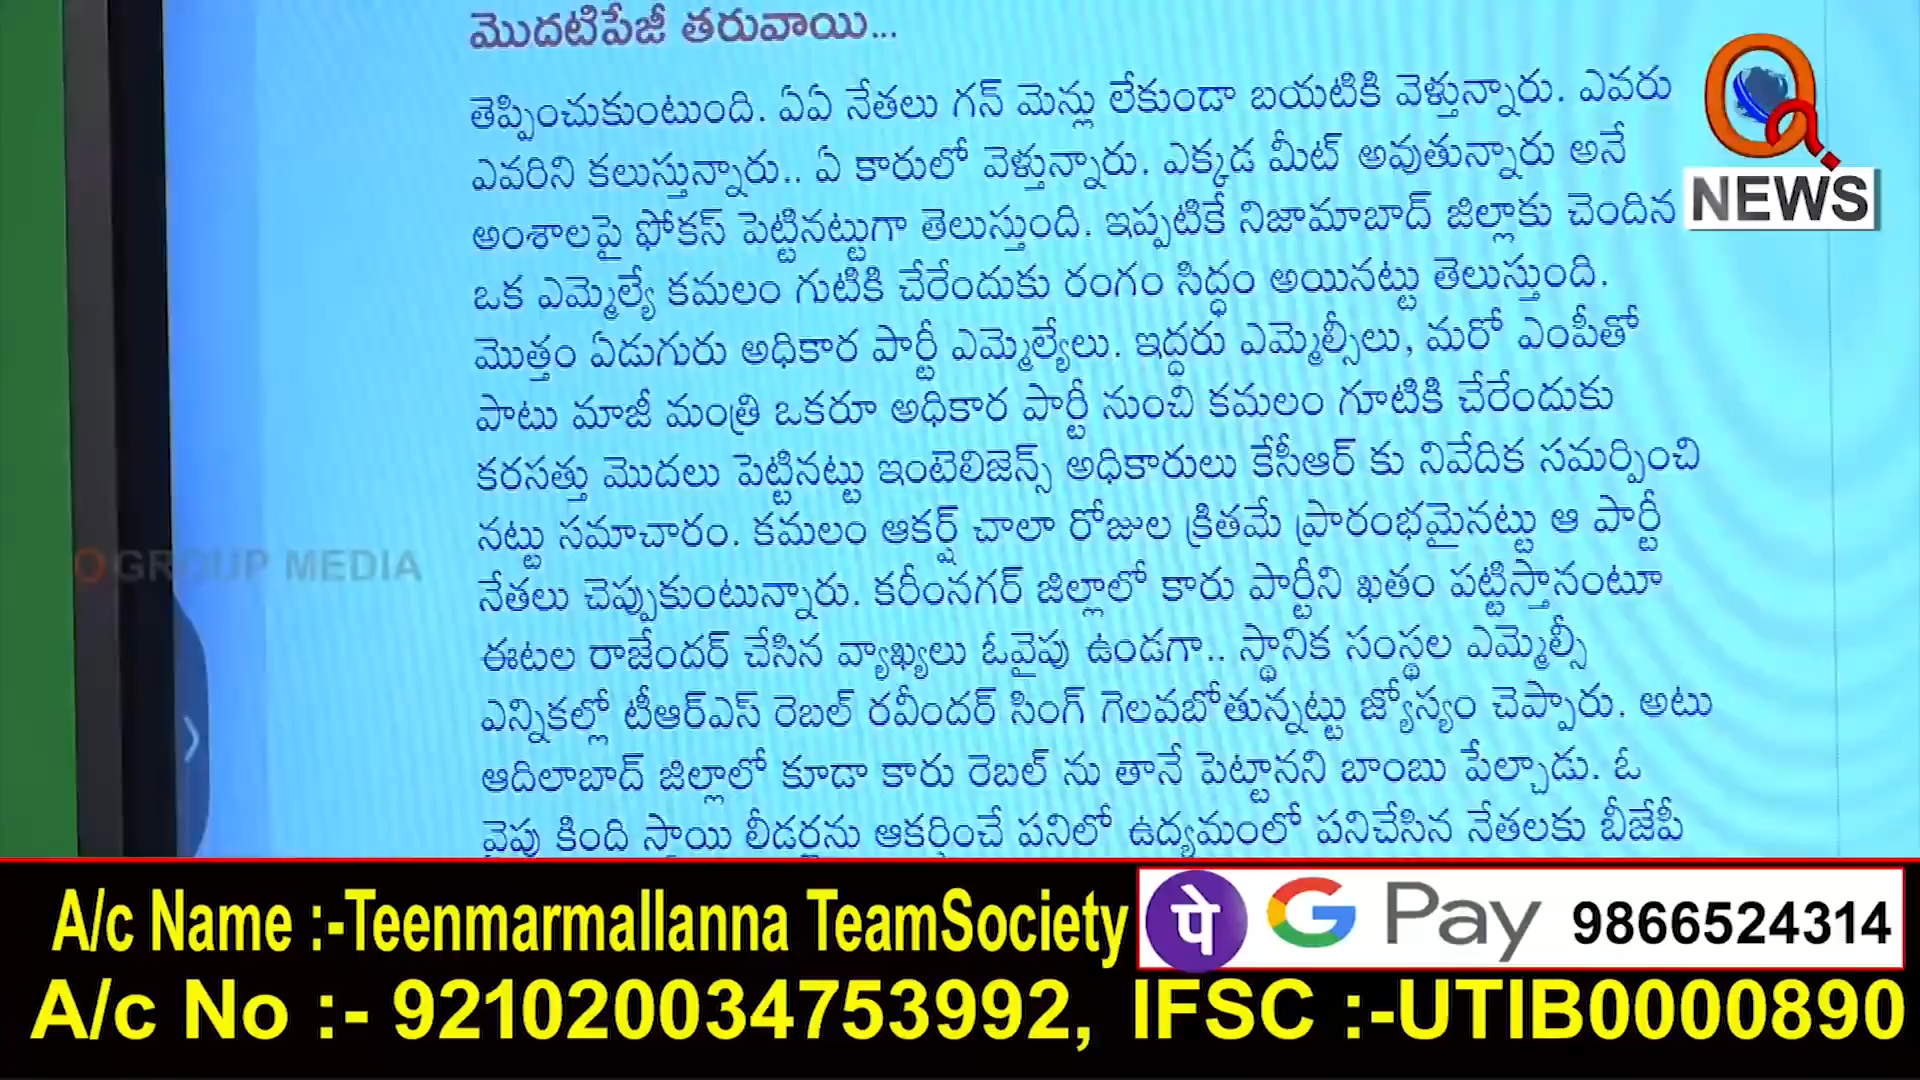 మొదటిపేజీ తరువాయి...
తెప్పించుకుంటుంది. ఏఏ నేతలు గన్ మెన్లు లేకుండా బయటికి వెళ్తున్నారు. ఎవరు
ఎవరిని కలుస్తున్నారు.. ఏ కారులో వెళ్తున్నారు. ఎక్కడ మీట్ అవుతున్నారు అనే
అంశాలపై ఫోకస్ పెట్టినట్టుగా తెలుస్తుంది. ఇప్పటికే నిజామాబాద్ జిల్లాకు చెందిన
ఒక ఎమ్మెల్యే కమలం గుటికి చేరేందుకు రంగం సిద్ధం అయినట్టు తెలుస్తుంది.
మొత్తం ఏడుగురు అధికార పార్టీ ఎమ్మెల్యేలు. ఇద్దరు ఎమ్మెల్సీలు, మరో ఎంపీతో
పాటు మాజీ మంత్రి ఒకరూ అధికార పార్టీ నుంచి కమలం గూటికి చేరేందుకు
కరసత్తు మొదలు పెట్టినట్టు ఇంటెలిజెన్స్ అధికారులు కేసీఆర్ కు నివేదిక సమర్పించి
నట్టు సమాచారం. కమలం ఆకర్ష్ చాలా రోజుల క్రితమే ప్రారంభమైనట్టు ఆ పార్టీ
నేతలు చెప్పుకుంటున్నారు. కరీంనగర్ జిల్లాలో కారు పార్టీని ఖతం పట్టిస్తానంటూ
ఈటల రాజేందర్ చేసిన వ్యాఖ్యలు ఓవైపు ఉండగా.. స్థానిక సంస్థల ఎమ్మెల్సీ
ఎన్నికల్లో టీఆర్ఎస్ రెబల్ రవీందర్ సింగ్ గెలవబోతున్నట్టు జ్యోస్యం చెప్పారు. అటు
ఆదిలాబాద్ జిల్లాలో కూడా కారు రెబల్ ను తానే పెట్టానని బాంబు పేల్చాడు. ఓ
వైపు కింది స్థాయి లీడర్లను ఆకర్షించే పనిలో ఉద్యమంలో పనిచేసిన నేతలకు బీజేపీ
Q
NEWS
Q GROUP MEDIA
A/c Name :-Teenmarmallanna TeamSociety
पे G Pay 9866524314
A/c No :- 921020034753992, IFSC :-UTIB0000890